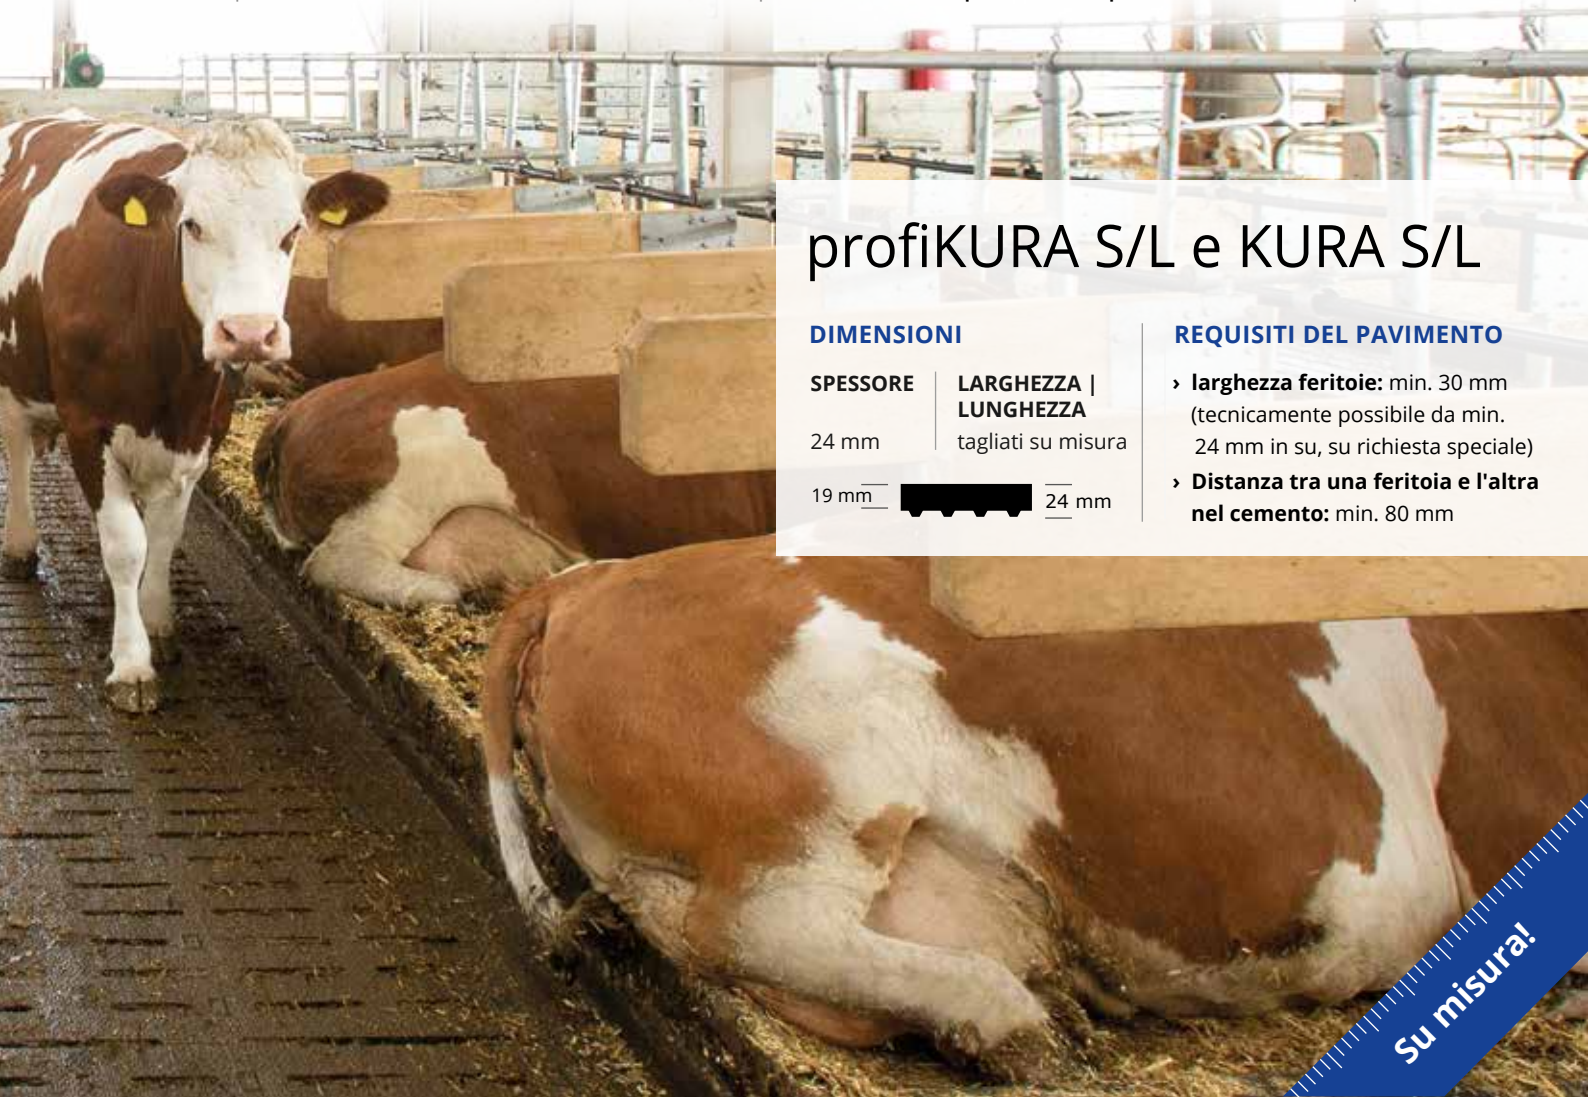 profiKURA S/L e KURA S/L
DIMENSIONI
SPESSORE
24 mm
LARGHEZZA |
LUNGHEZZA
tagliati su misura
19 mm
24 mm
REQUISITI DEL PAVIMENTO
› larghezza feritoie: min. 30 mm
(tecnicamente possibile da min.
24 mm in su, su richiesta speciale)
› Distanza tra una feritoia e l'altra
nel cemento: min. 80 mm
Su misura!